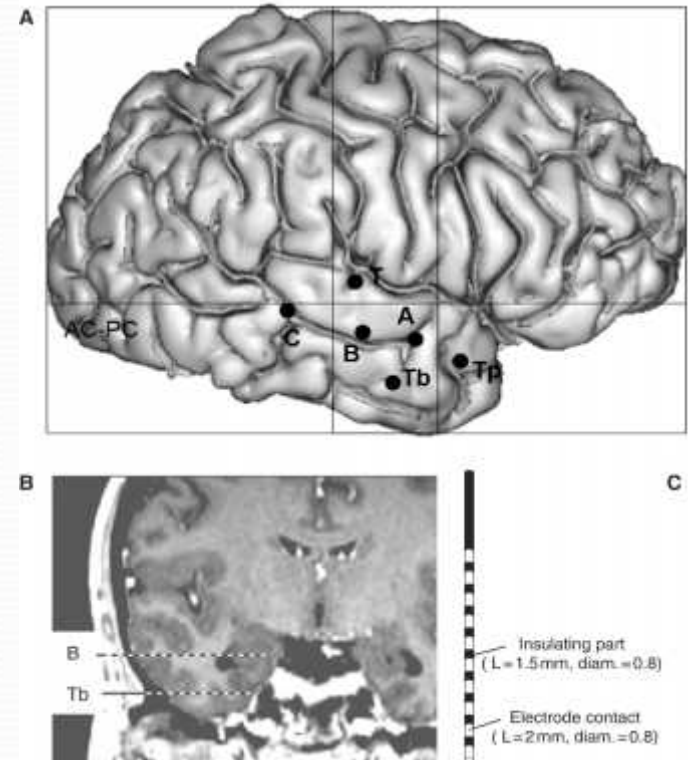 A
T
A
AC-PC
C
B
Tb
Tp
B
C
B
Tb
Insulating part
( L=1.5mm, diam.=0.8)
Electrode contact
( L=2mm, diam.=0.8)